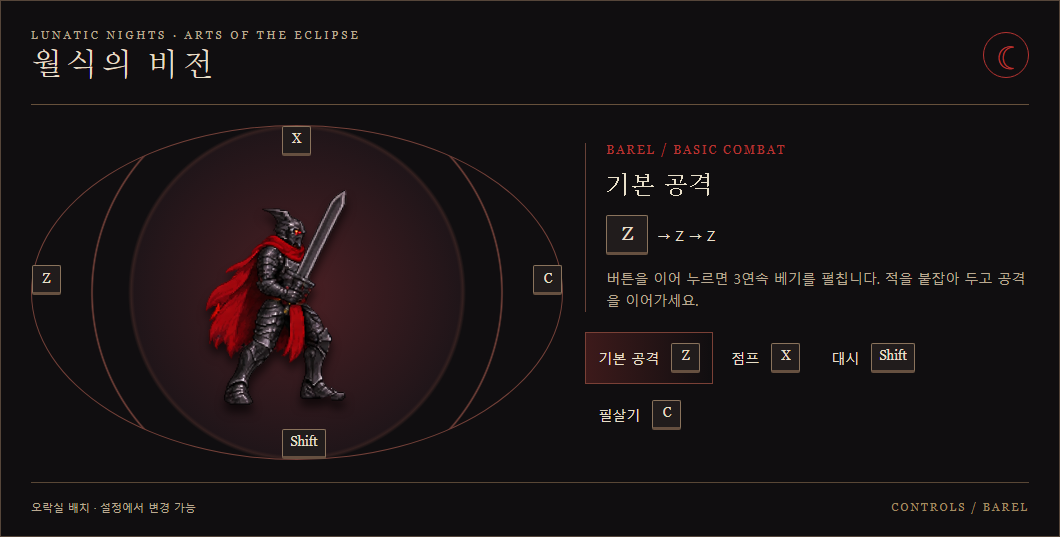 LUNATIC NIGHTS · ARTS OF THE ECLIPSE
월식의 비전
X
Z
C
Shift
BAREL / BASIC COMBAT
기본 공격
Z → Z → Z
버튼을 이어 누르면 3연속 베기를 펼칩니다. 적을 붙잡아 두고 공격
을 이어가세요.
기본 공격 Z 점프 X 대시 Shift
필살기 C
오락실 배치 · 설정에서 변경 가능
CONTROLS / BAREL